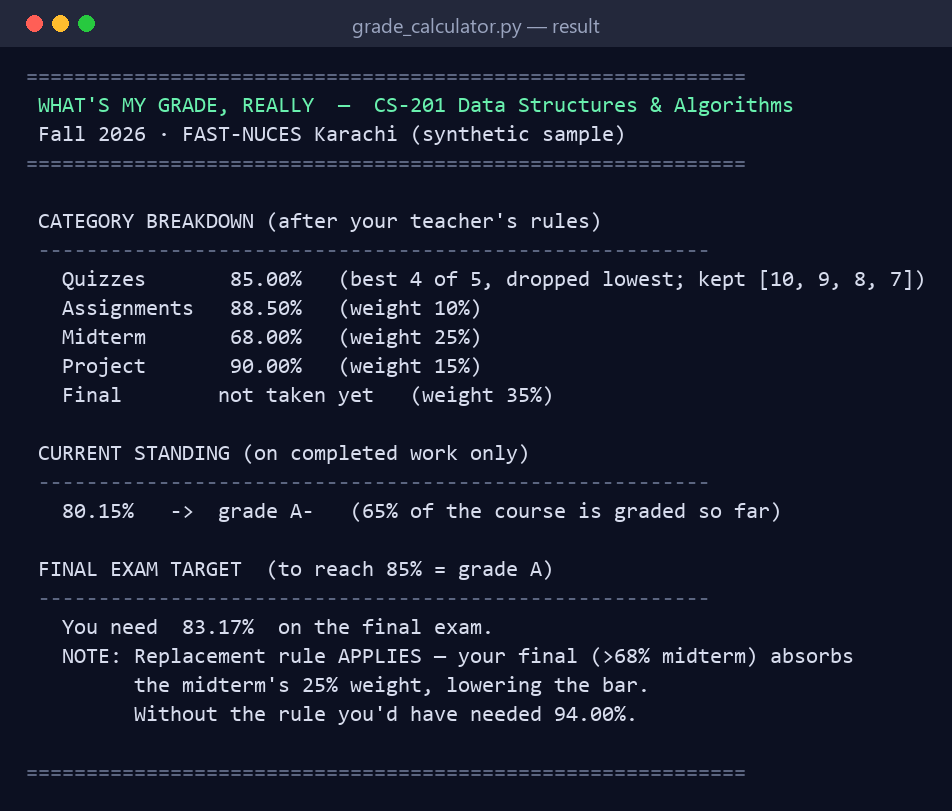 grade_calculator.py — result
============================================================
WHAT'S MY GRADE, REALLY  —  CS-201 Data Structures & Algorithms
Fall 2026 · FAST-NUCES Karachi (synthetic sample)
============================================================
CATEGORY BREAKDOWN (after your teacher's rules)
--------------------------------------------------------
Quizzes       85.00%   (best 4 of 5, dropped lowest; kept [10, 9, 8, 7])
Assignments   88.50%   (weight 10%)
Midterm       68.00%   (weight 25%)
Project       90.00%   (weight 15%)
Final        not taken yet   (weight 35%)
CURRENT STANDING (on completed work only)
--------------------------------------------------------
80.15%   ->  grade A-   (65% of the course is graded so far)
FINAL EXAM TARGET  (to reach 85% = grade A)
--------------------------------------------------------
You need  83.17%  on the final exam.
NOTE: Replacement rule APPLIES — your final (>68% midterm) absorbs
the midterm's 25% weight, lowering the bar.
Without the rule you'd have needed 94.00%.
============================================================